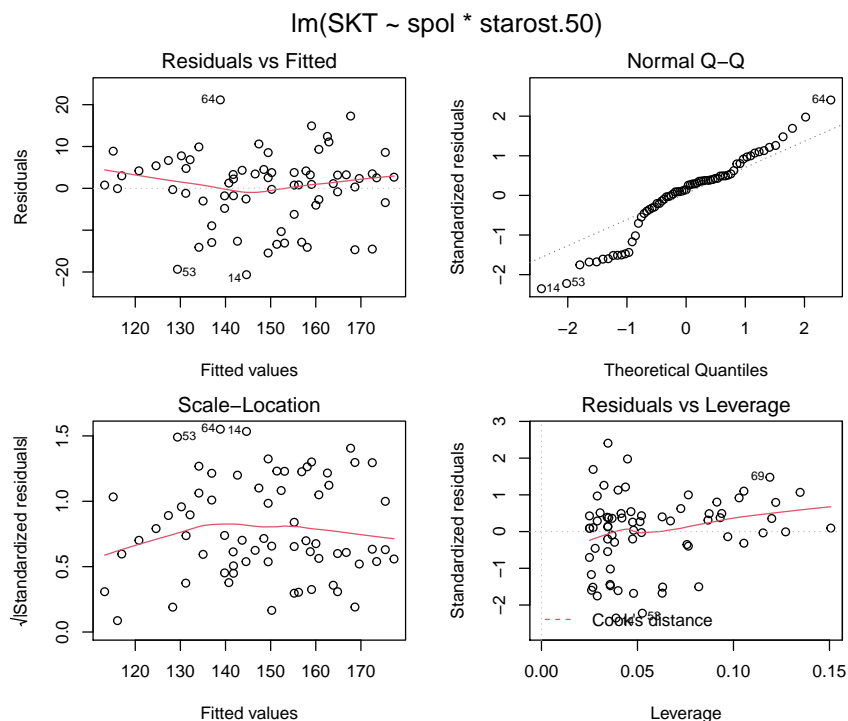 lm(SKT ~ spol * starost.50)
Residuals vs Fitted
Residuals
20
10
0
−20
64
53
14
120 130 140 150 160 170
Fitted values
Normal Q−Q
Standardized residuals
2
1
0
−1
−2
64
53
14
−2 −1 0 1 2
Theoretical Quantiles
Scale−Location
√|Standardized residuals|
1.5
1.0
0.5
0.0
53
64
14
120 130 140 150 160 170
Fitted values
Residuals vs Leverage
Standardized residuals
3
2
1
0
−1
−2
69
53
Cook's distance
0.00 0.05 0.10 0.15
Leverage